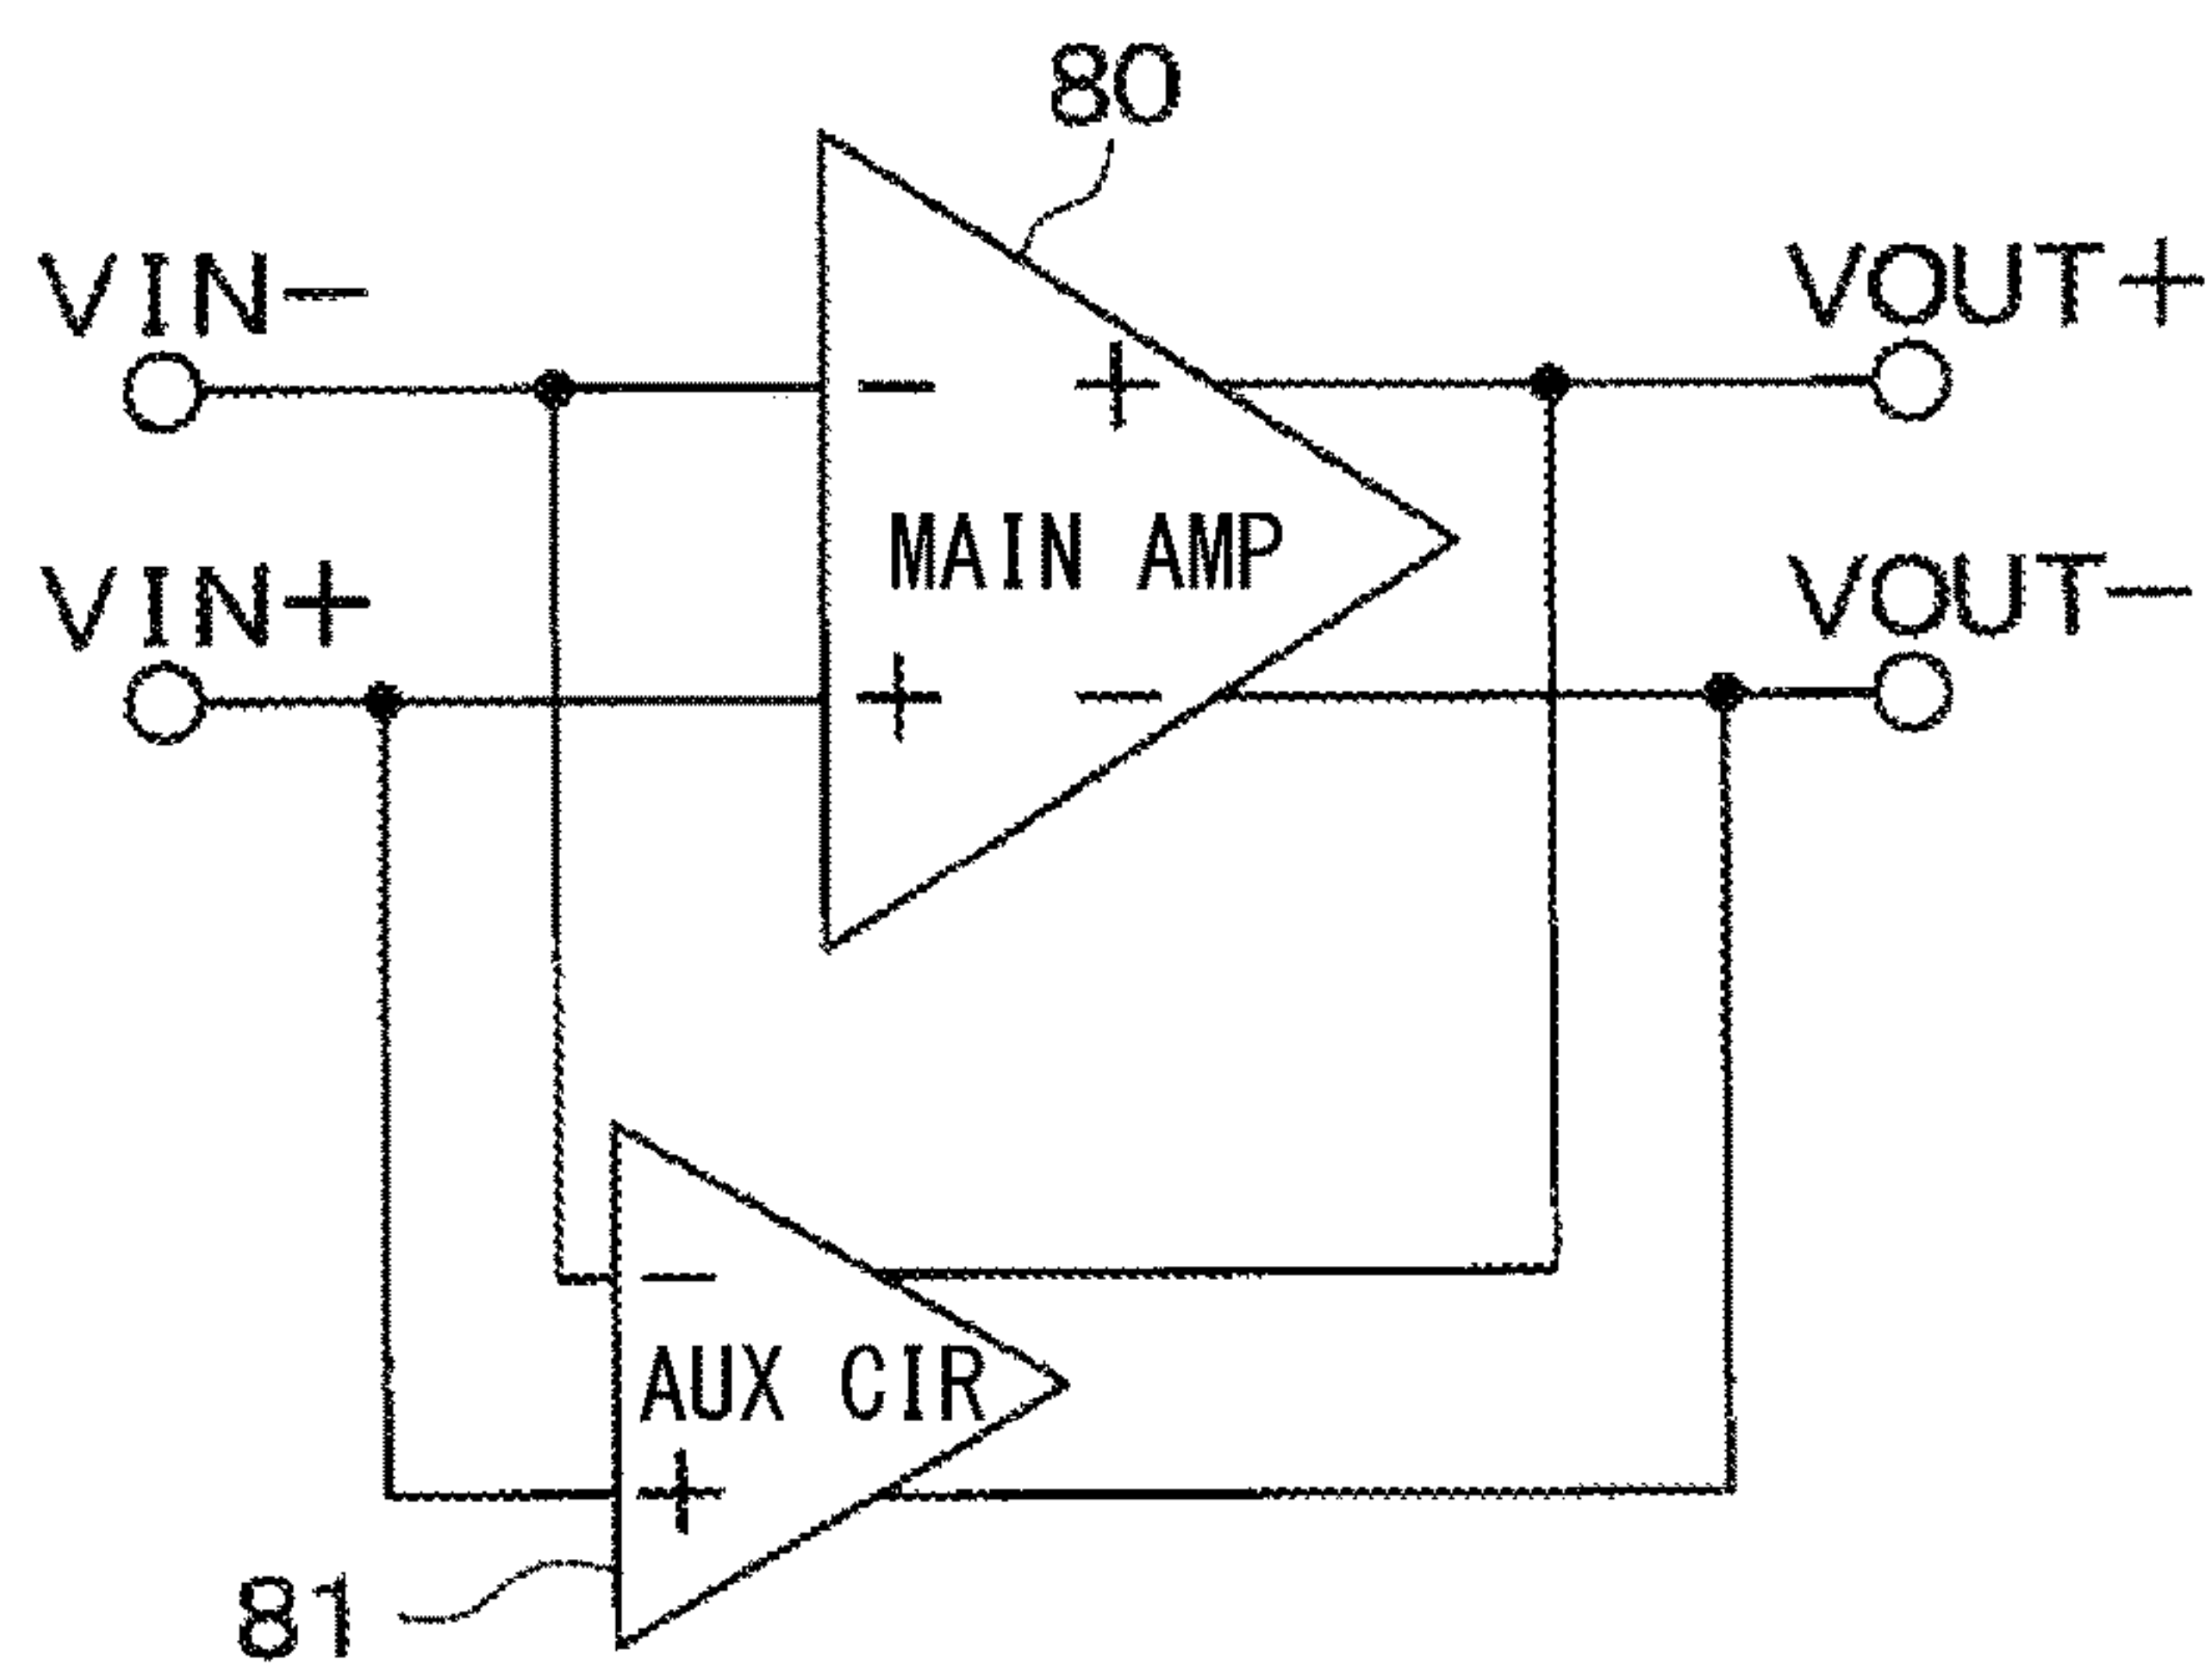 80
VIN-
VOUT+
- +
MAIN AMP
VIN+
VOUT-
+ -
-
AUX CIR
+
81